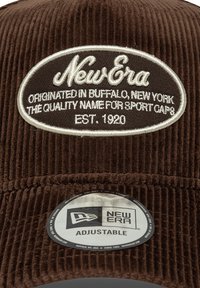 New Era
ORIGINATED IN BUFFALO, NEW YORK
THE QUALITY NAME FOR SPORT CAPS
EST. 1920
NEW ERA
ADJUSTABLE